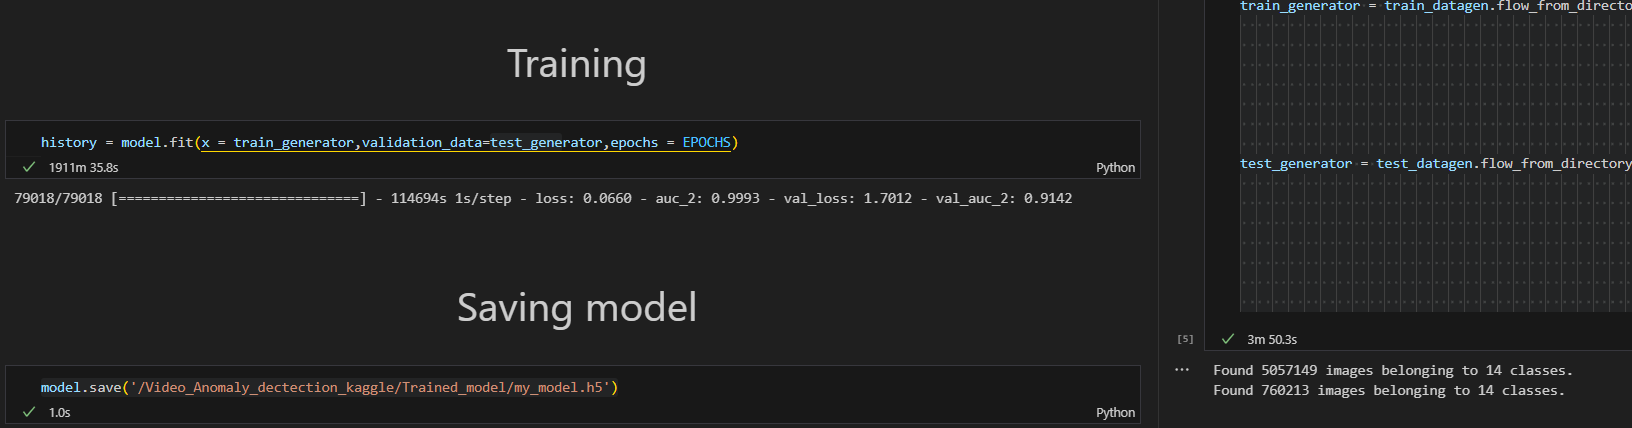 Training
history = model.fit(x = train_generator,validation_data=test_generator,epochs = EPOCHS)
1911m 35.8s
Python
79018/79018 [==============================] - 114694s 1s/step - loss: 0.0660 - auc_2: 0.9993 - val_loss: 1.7012 - val_auc_2: 0.9142
Saving model
model.save('/Video_Anomaly_dectection_kaggle/Trained_model/my_model.h5')
1.0s
Python
train_generator = train_datagen.flow_from_directo
test_generator = test_datagen.flow_from_directory
[5]
3m 50.3s
...
Found 5057149 images belonging to 14 classes.
Found 760213 images belonging to 14 classes.